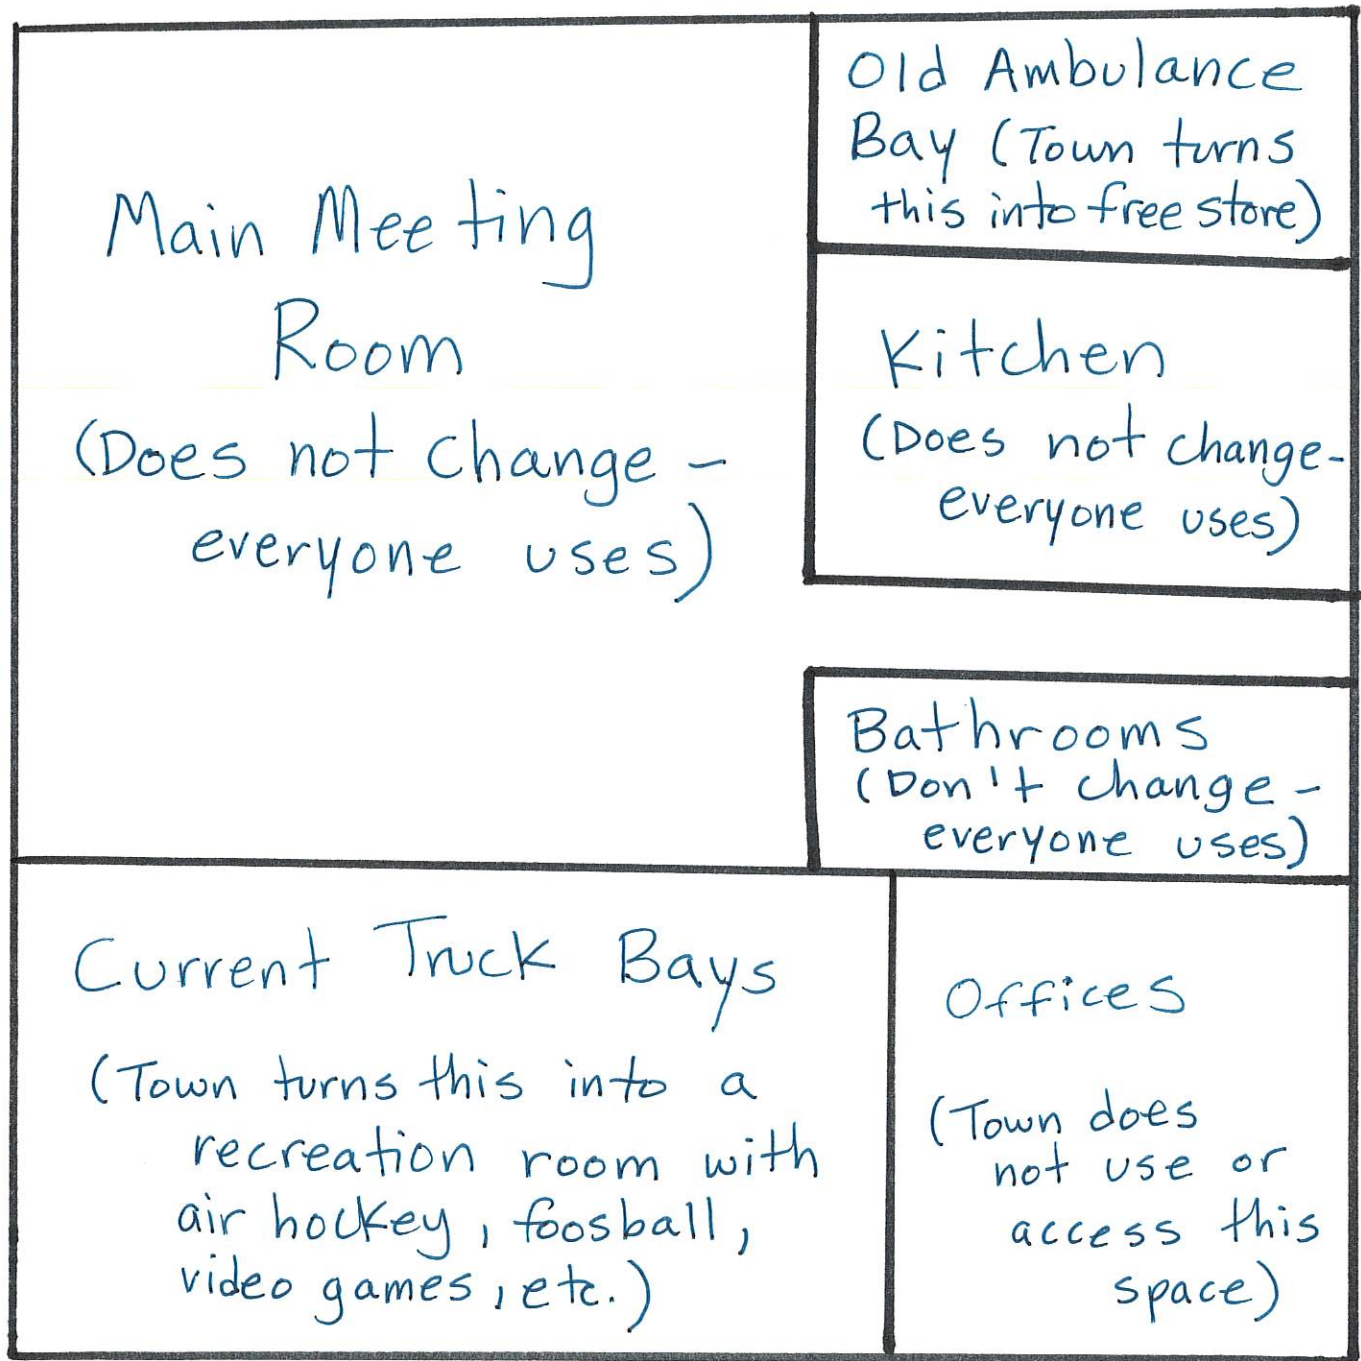 Main Meeting
Room
(Does not change -
everyone uses)
Old Ambulance
Bay (Town turns
this into free store)
Kitchen
(Does not change-
everyone uses)
Bathrooms
(Don't change -
everyone uses)
Current Truck Bays
(Town turns this into a
recreation room with
air hockey, foosball,
video games, etc.)
Offices
(Town does
not use or
access this
space)